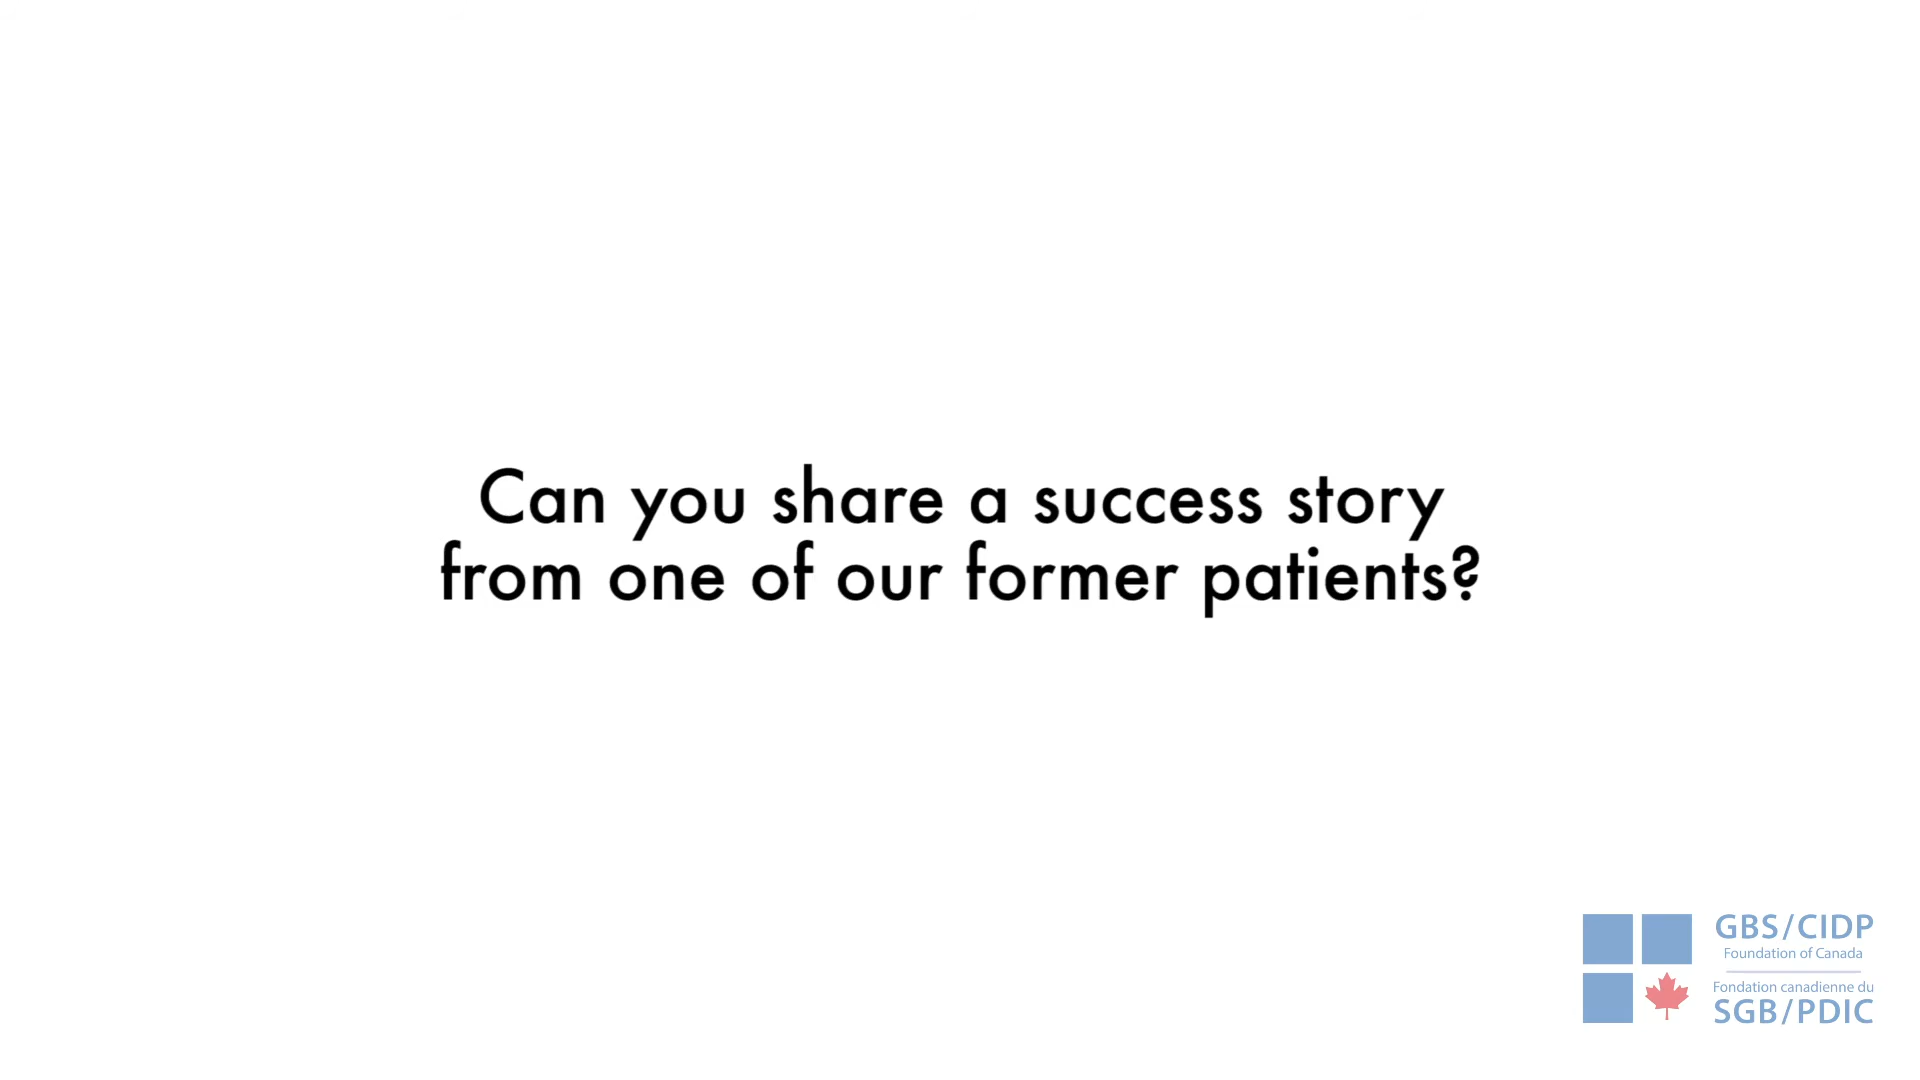 Can you share a success story
from one of our former patients?
GBS/CIDP
Foundation of Canada
Fondation canadienne du
SGB/PDIC